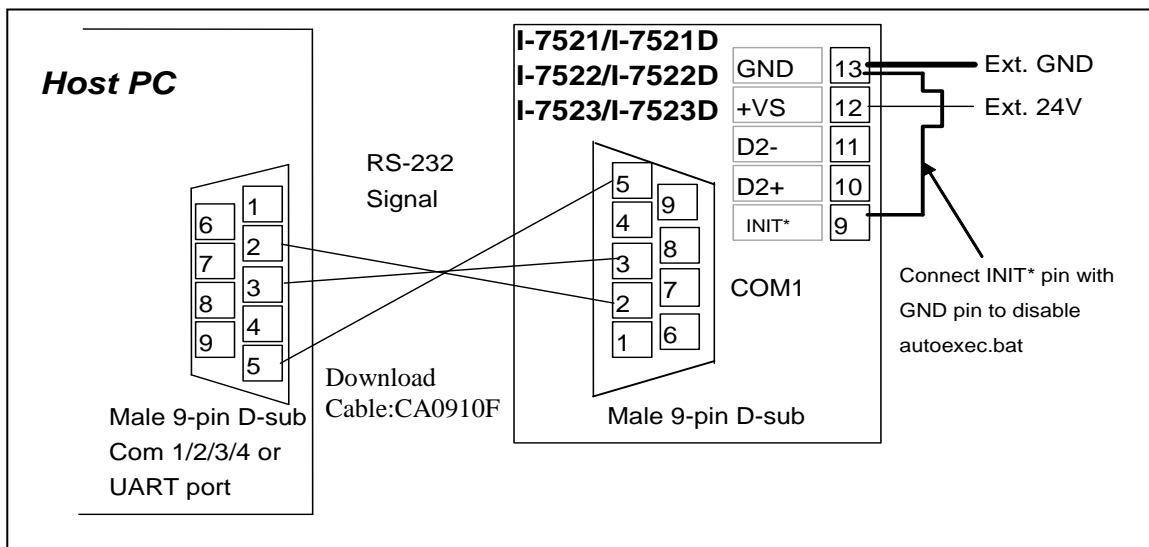 Host PC
I-7521/I-7521D
I-7522/I-7522D
I-7523/I-7523D
GND 13 Ext. GND
+VS 12 Ext. 24V
D2- 11
D2+ 10
INIT* 9
RS-232
Signal
1
2
3
4
5
6
7
8
9
5
4
3
2
1
9
8
7
6
COM1
Connect INIT* pin with
GND pin to disable
autoexec.bat
Download
Cable:CA0910F
Male 9-pin D-sub
Com 1/2/3/4 or
UART port
Male 9-pin D-sub